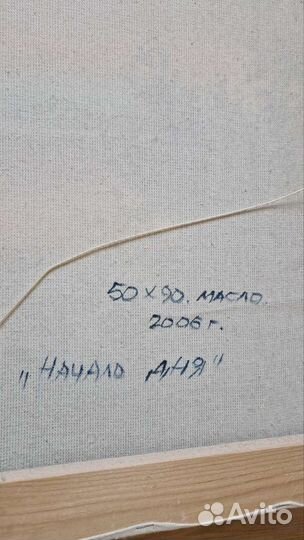 50 x 90. масло.
2006 г.
"Начало дня"
Avito